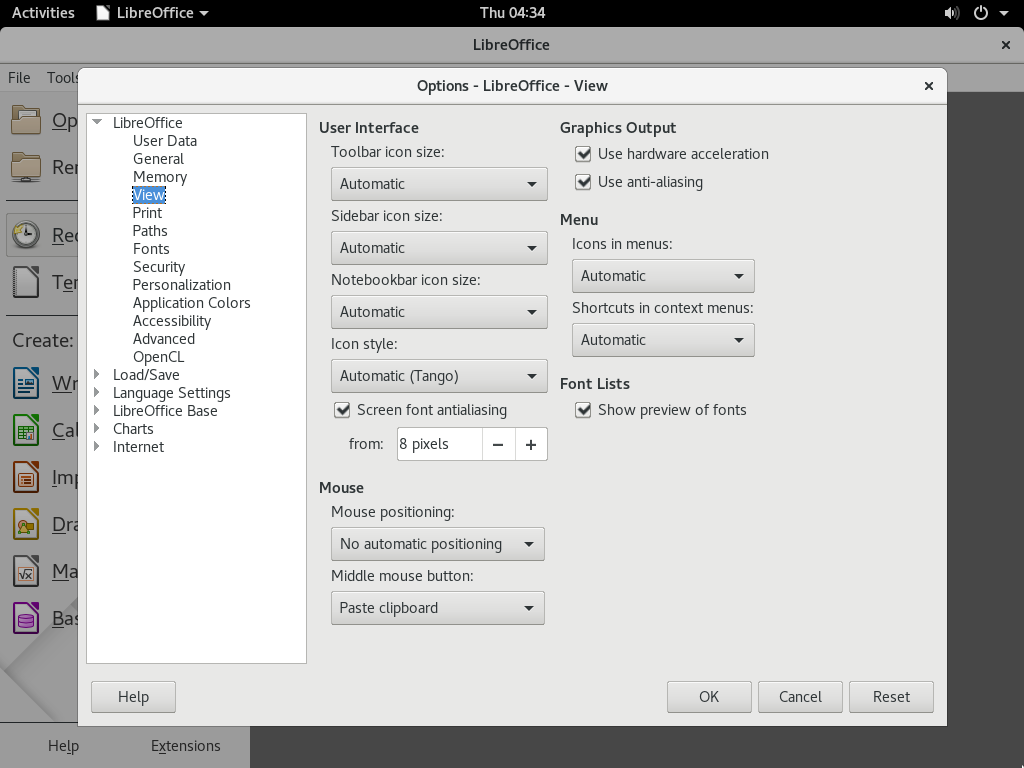 Activities
LibreOffice
Thu 04:34
LibreOffice
File
Tools
Options - LibreOffice - View
LibreOffice
User Data
General
Memory
View
Print
Paths
Fonts
Security
Personalization
Application Colors
Accessibility
Advanced
OpenCL
Load/Save
Language Settings
LibreOffice Base
Charts
Internet
User Interface
Toolbar icon size:
Automatic
Sidebar icon size:
Automatic
Notebookbar icon size:
Automatic
Icon style:
Automatic (Tango)
Screen font antialiasing
from: 8 pixels − +
Mouse
Mouse positioning:
No automatic positioning
Middle mouse button:
Paste clipboard
Graphics Output
Use hardware acceleration
Use anti-aliasing
Menu
Icons in menus:
Automatic
Shortcuts in context menus:
Automatic
Font Lists
Show preview of fonts
Help
OK
Cancel
Reset
Op
Rer
Rec
Ter
Create:
Wr
Cal
Imp
Dra
Ma
Bas
Help
Extensions